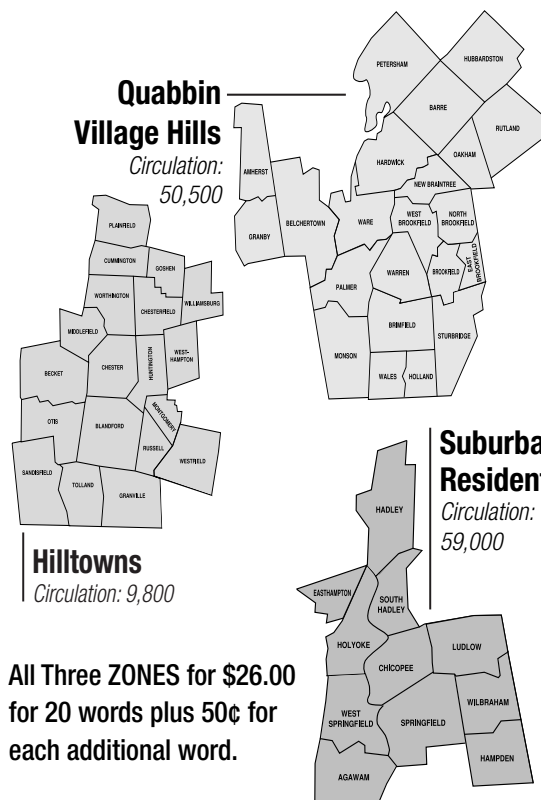 Quabbin
Village Hills
Circulation:
50,500
PETERSHAM
HUBBARDSTON
BARRE
RUTLAND
OAKHAM
HARDWICK
NEW BRAINTREE
AMHERST
BELCHERTOWN
GRANBY
WARE
WEST
BROOKFIELD
NORTH
BROOKFIELD
EAST
BROOKFIELD
BROOKFIELD
WARREN
PALMER
BRIMFIELD
STURBRIDGE
MONSON
WALES
HOLLAND
PLAINFIELD
CUMMINGTON
GOSHEN
WORTHINGTON
CHESTERFIELD
WILLIAMSBURG
MIDDLEFIELD
WEST-
HAMPTON
BECKET
CHESTER
HUNTINGTON
MONTGOMERY
OTIS
BLANDFORD
RUSSELL
WESTFIELD
SANDISFIELD
TOLLAND
GRANVILLE
Hilltowns
Circulation: 9,800
Suburba
Residen
Circulation:
59,000
HADLEY
EASTHAMPTON
SOUTH
HADLEY
HOLYOKE
CHICOPEE
LUDLOW
WEST
SPRINGFIELD
SPRINGFIELD
WILBRAHAM
HAMPDEN
AGAWAM
All Three ZONES for $26.00
for 20 words plus 50¢ for
each additional word.